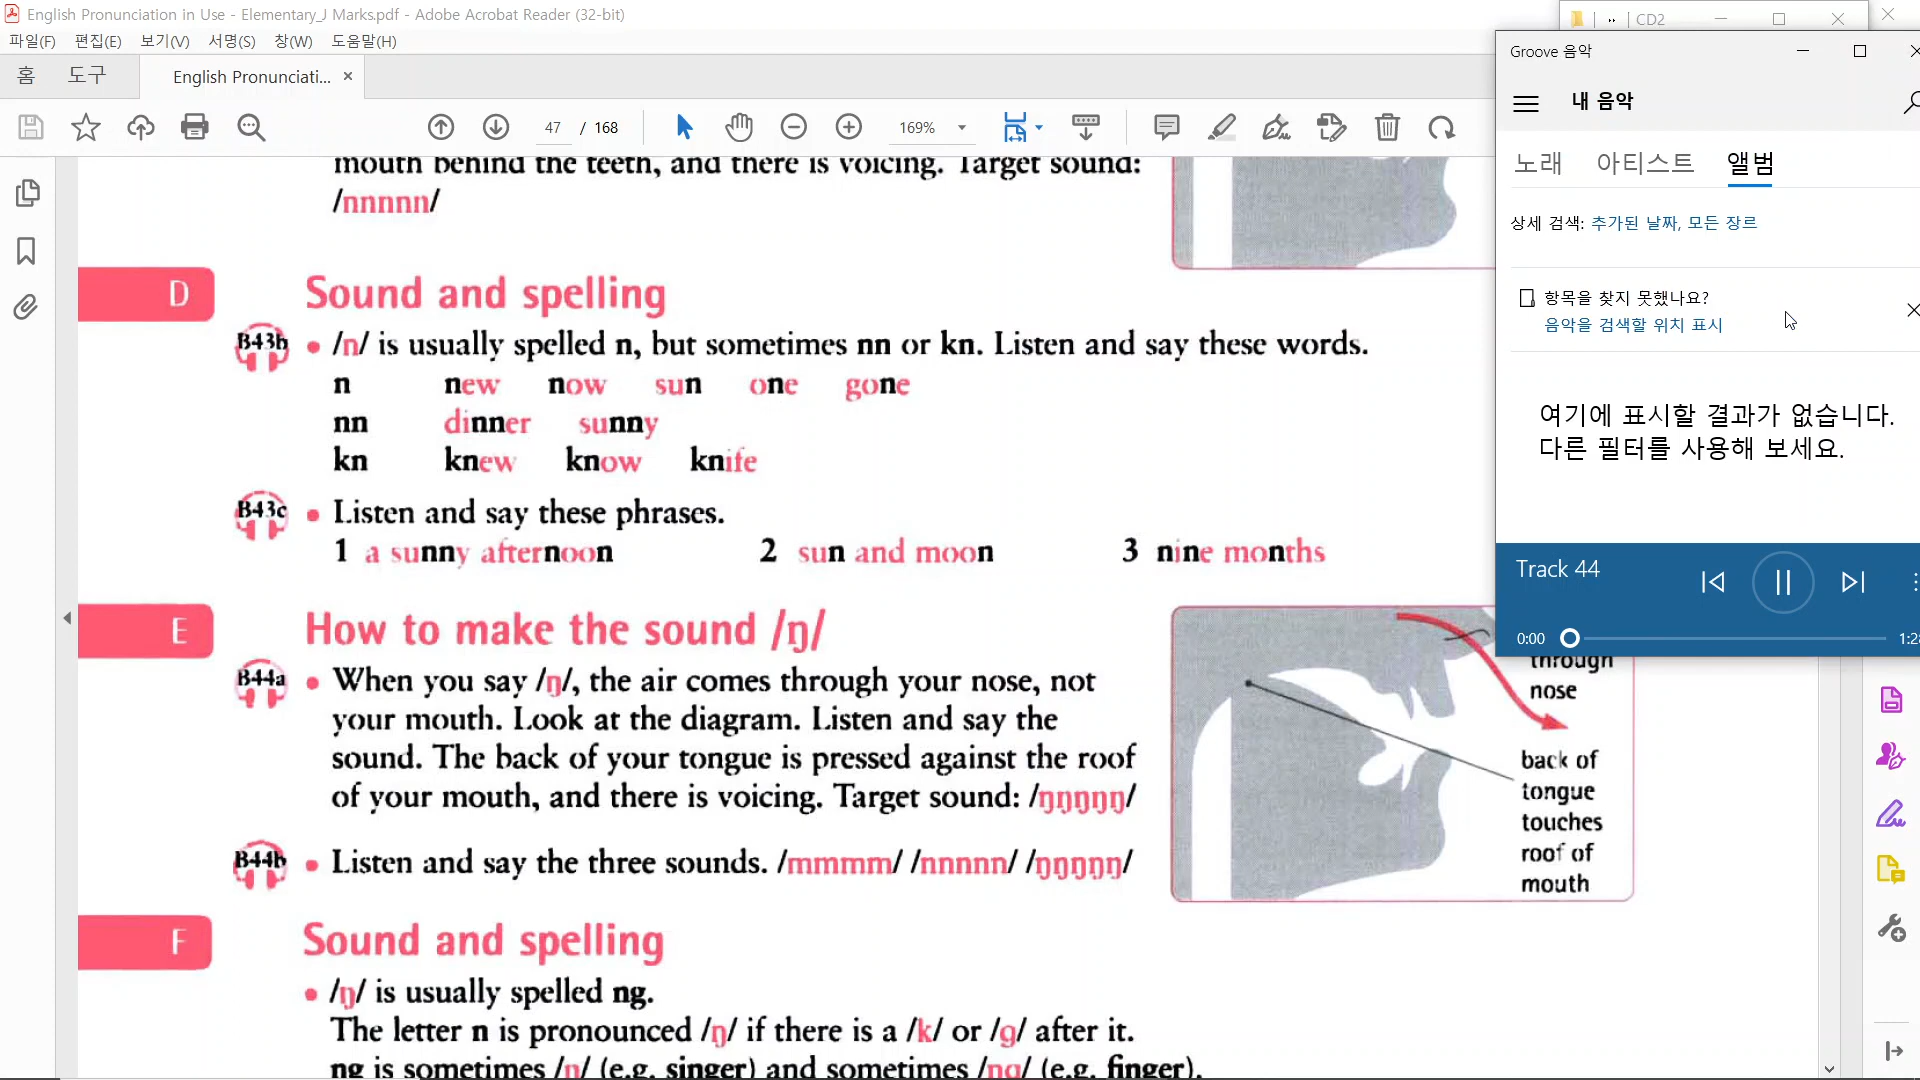 English Pronunciation in Use - Elementary_J Marks.pdf - Adobe Acrobat Reader (32-bit)
CD2
파일(F) 편집(E) 보기(V) 서명(S) 창(W) 도움말(H)
홈 도구 English Pronunciati... ×
47 / 168 169%
mouth behind the teeth, and there is voicing. Target sound:
/nnnnn/
D Sound and spelling
B43b • /n/ is usually spelled n, but sometimes nn or kn. Listen and say these words.
n new now sun one gone
nn dinner sunny
kn knew know knife
B43c • Listen and say these phrases.
1 a sunny afternoon 2 sun and moon 3 nine months
E How to make the sound /ŋ/
B44a • When you say /ŋ/, the air comes through your nose, not
your mouth. Look at the diagram. Listen and say the
sound. The back of your tongue is pressed against the roof
of your mouth, and there is voicing. Target sound: /ŋŋŋŋŋ/
B44b • Listen and say the three sounds. /mmmm/ /nnnnn/ /ŋŋŋŋŋ/
through
nose
back of
tongue
touches
roof of
mouth
F Sound and spelling
• /ŋ/ is usually spelled ng.
The letter n is pronounced /ŋ/ if there is a /k/ or /g/ after it.
ng is sometimes /ŋ/ (e.g. singer) and sometimes /ŋg/ (e.g. finger).
Groove 음악
내 음악
노래 아티스트 앨범
상세 검색: 추가된 날짜, 모든 장르
항목을 찾지 못했나요?
음악을 검색할 위치 표시
여기에 표시할 결과가 없습니다.
다른 필터를 사용해 보세요.
Track 44
0:00